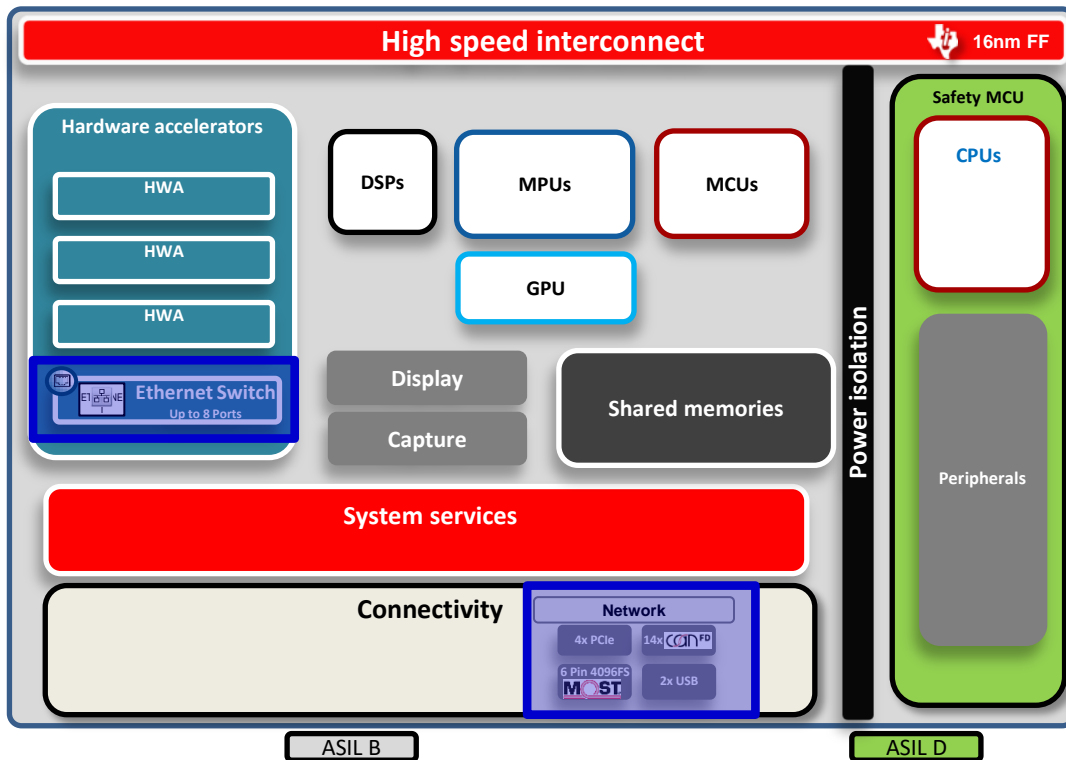 High speed interconnect
16nm FF
Hardware accelerators
HWA
HWA
HWA
Ethernet Switch
Up to 8 Ports
DSPs
MPUs
MCUs
GPU
Display
Capture
Shared memories
System services
Connectivity
Network
4x PCIe
14x CAN FD
6 Pin 4096FS
MOST
2x USB
Power isolation
Safety MCU
CPUs
Peripherals
ASIL B
ASIL D